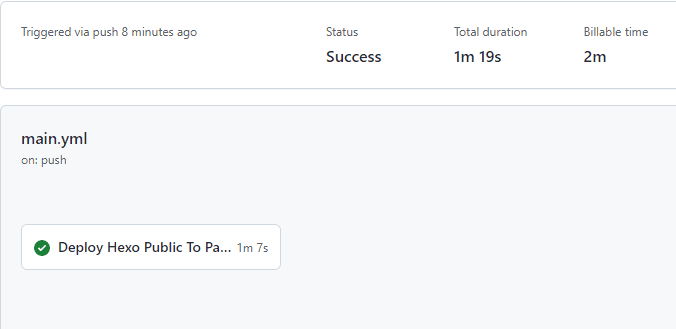 Triggered via push 8 minutes ago
Status
Total duration
Billable time
Success
1m 19s
2m
main.yml
on: push
Deploy Hexo Public To Pa... 1m 7s